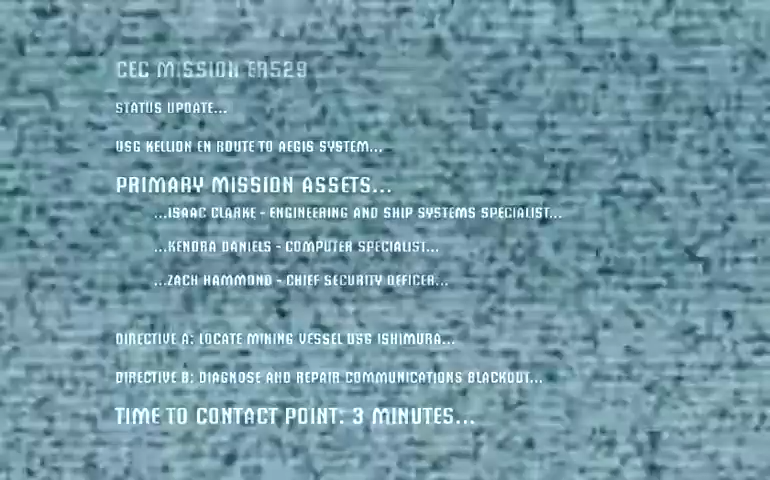 CEC MISSION ER529
STATUS UPDATE...
USG KELLION EN ROUTE TO AEGIS SYSTEM...
PRIMARY MISSION ASSETS...
...ISAAC CLARKE - ENGINEERING AND SHIP SYSTEMS SPECIALIST...
...KENDRA DANIELS - COMPUTER SPECIALIST...
...ZACH HAMMOND - CHIEF SECURITY OFFICER...
DIRECTIVE A: LOCATE MINING VESSEL USG ISHIMURA...
DIRECTIVE B: DIAGNOSE AND REPAIR COMMUNICATIONS BLACKOUT...
TIME TO CONTACT POINT: 3 MINUTES...